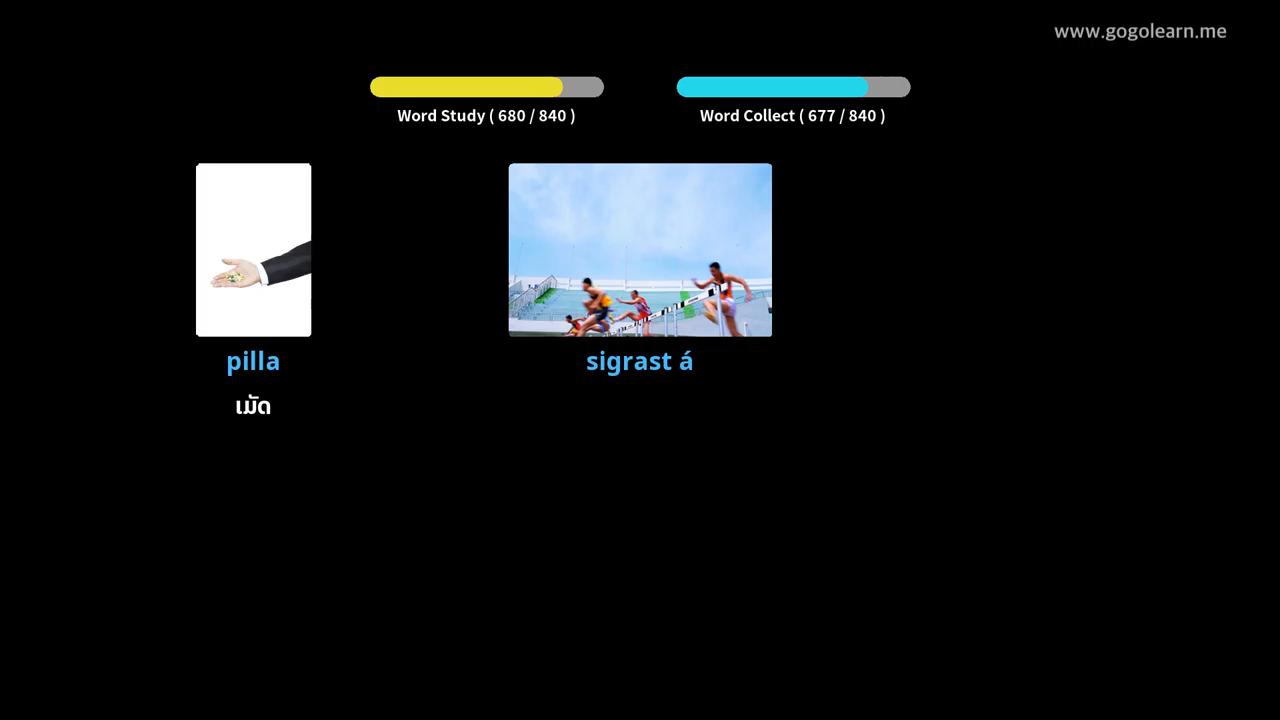 www.gogolearn.me
Word Study ( 680 / 840 )
Word Collect ( 677 / 840 )
pilla
sigrast á
เม็ด